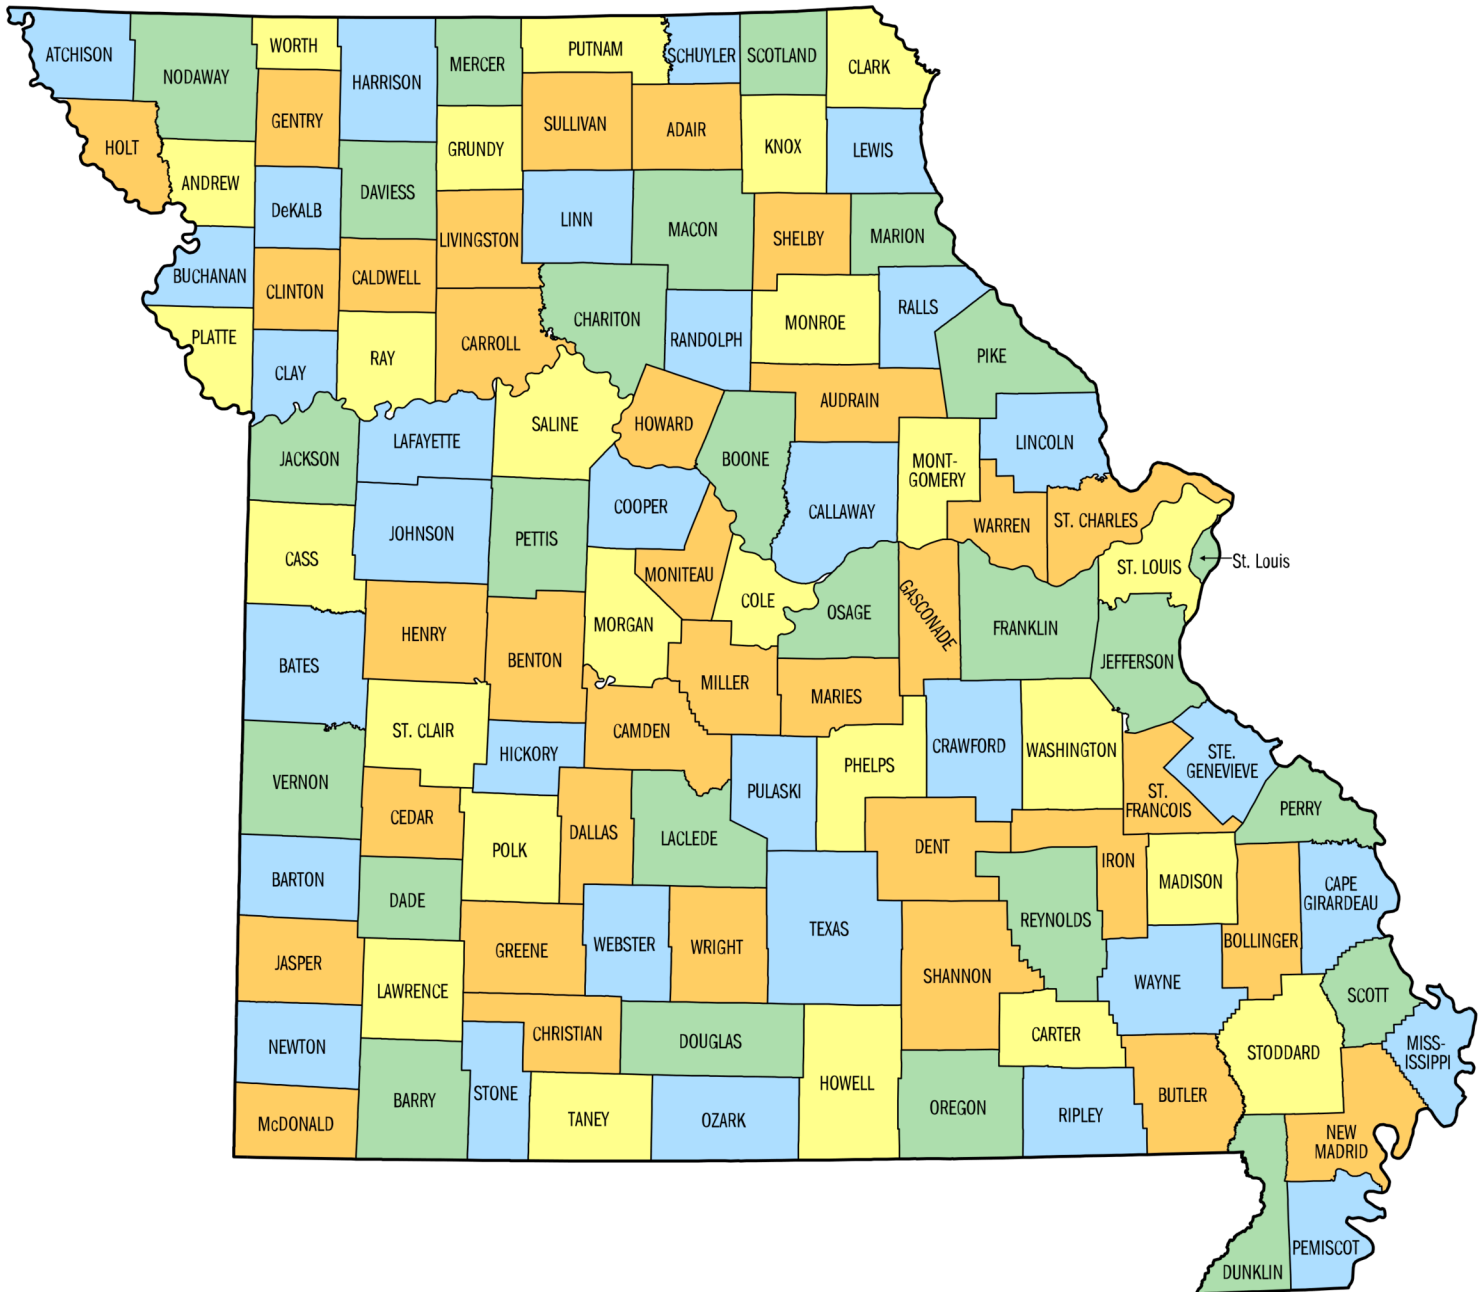 ATCHISON
NODAWAY
WORTH
HARRISON
MERCER
PUTNAM
SCHUYLER
SCOTLAND
CLARK
HOLT
GENTRY
SULLIVAN
ADAIR
KNOX
LEWIS
ANDREW
DeKALB
DAVIESS
GRUNDY
LINN
MACON
SHELBY
MARION
LIVINGSTON
BUCHANAN
CLINTON
CALDWELL
CHARITON
RANDOLPH
MONROE
RALLS
PLATTE
CLAY
RAY
CARROLL
PIKE
AUDRAIN
SALINE
HOWARD
JACKSON
LAFAYETTE
BOONE
MONT-
GOMERY
LINCOLN
COOPER
CALLAWAY
WARREN
ST. CHARLES
CASS
JOHNSON
PETTIS
MONITEAU
COLE
ST. LOUIS
St. Louis
OSAGE
GASCONADE
FRANKLIN
JEFFERSON
HENRY
MORGAN
BATES
BENTON
MILLER
MARIES
ST. CLAIR
HICKORY
CAMDEN
PULASKI
PHELPS
CRAWFORD
WASHINGTON
STE.
GENEVIEVE
ST.
FRANCOIS
PERRY
VERNON
CEDAR
POLK
DALLAS
LACLEDE
DENT
IRON
MADISON
CAPE
GIRARDEAU
BARTON
DADE
REYNOLDS
BOLLINGER
JASPER
GREENE
WEBSTER
WRIGHT
TEXAS
SHANNON
WAYNE
SCOTT
LAWRENCE
CHRISTIAN
DOUGLAS
CARTER
STODDARD
MISS-
ISSIPPI
NEWTON
STONE
HOWELL
BUTLER
McDONALD
BARRY
TANEY
OZARK
OREGON
RIPLEY
NEW
MADRID
PEMISCOT
DUNKLIN